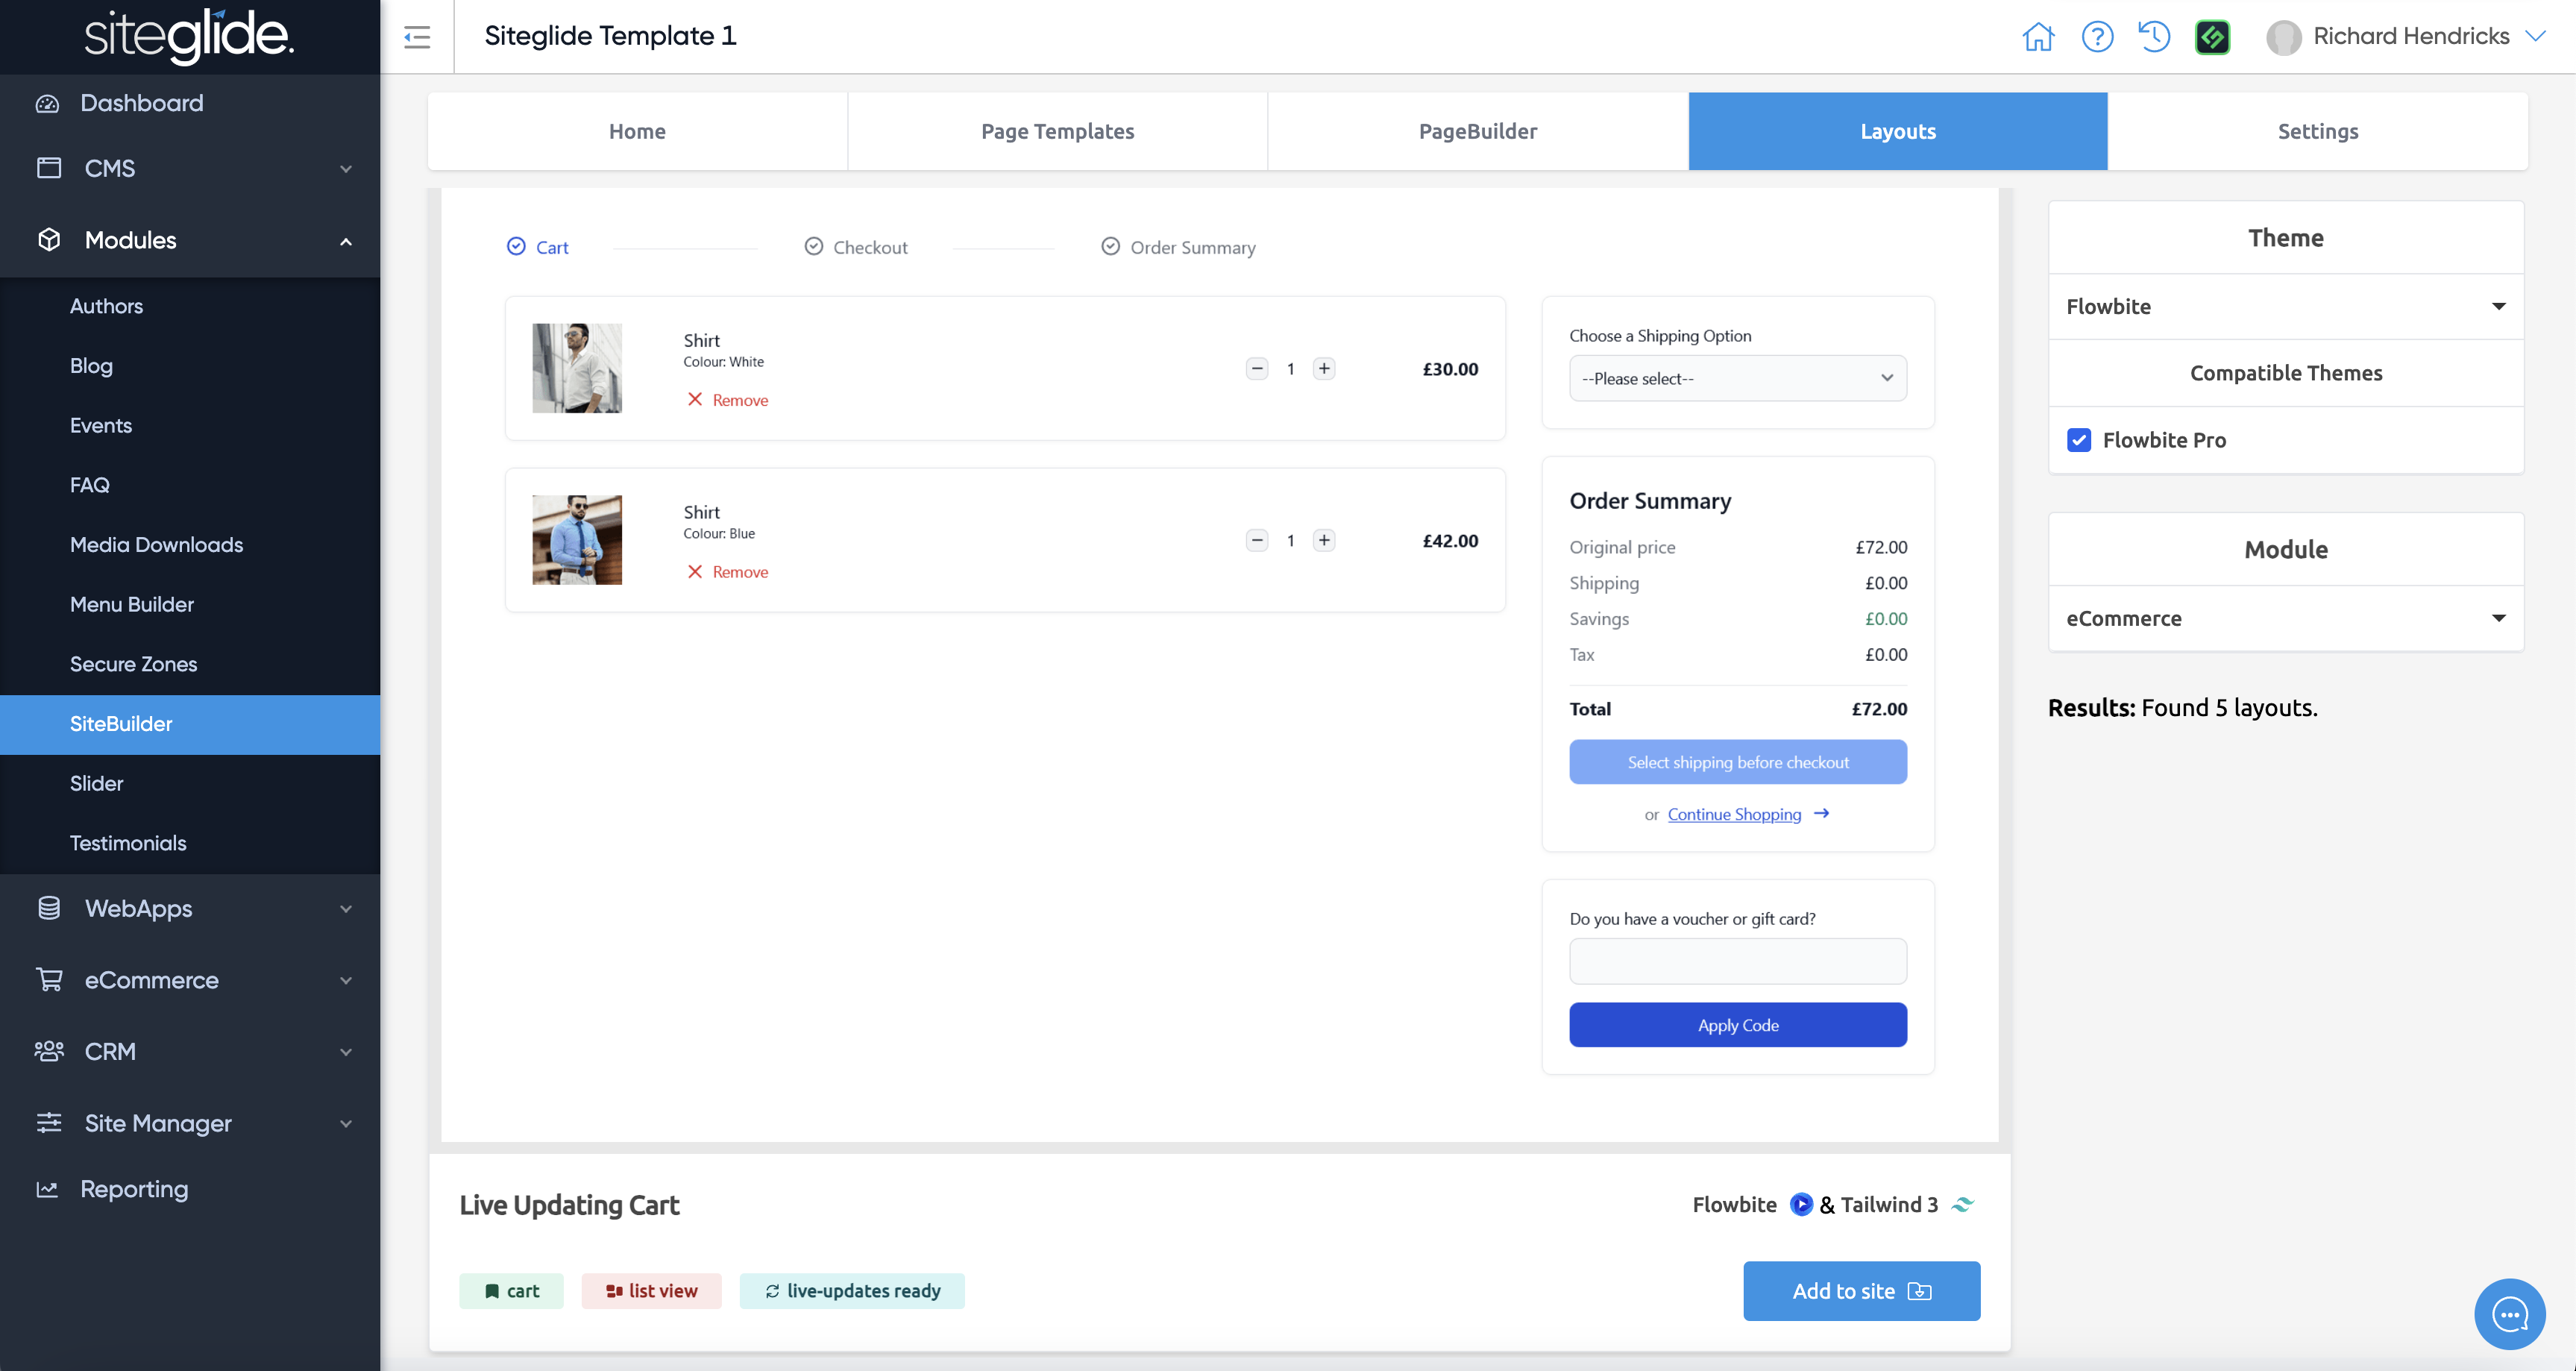 siteglide.
Siteglide Template 1
Richard Hendricks
Dashboard
CMS
Modules
Authors
Blog
Events
FAQ
Media Downloads
Menu Builder
Secure Zones
SiteBuilder
Slider
Testimonials
WebApps
eCommerce
CRM
Site Manager
Reporting
Home
Page Templates
PageBuilder
Layouts
Settings
Cart
Checkout
Order Summary
Shirt
Colour: White
Remove
1
£30.00
Shirt
Colour: Blue
Remove
1
£42.00
Choose a Shipping Option
--Please select--
Order Summary
Original price £72.00
Shipping £0.00
Savings £0.00
Tax £0.00
Total £72.00
Select shipping before checkout
or Continue Shopping
Do you have a voucher or gift card?
Apply Code
Live Updating Cart
Flowbite & Tailwind 3
cart
list view
live-updates ready
Add to site
Theme
Flowbite
Compatible Themes
Flowbite Pro
Module
eCommerce
Results: Found 5 layouts.